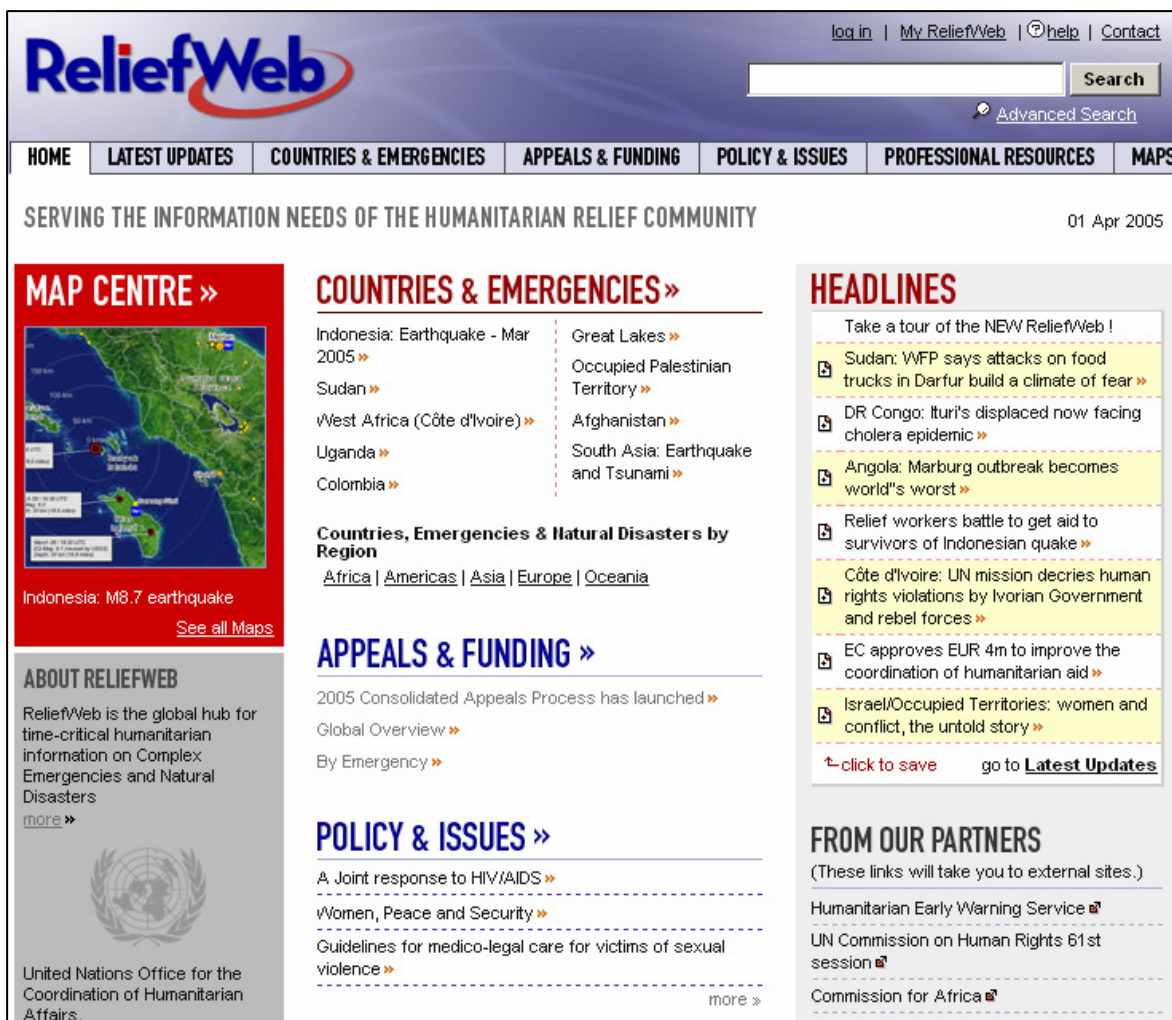 log in | My ReliefWeb | help | Contact
ReliefWeb
Search
Advanced Search
HOME
LATEST UPDATES
COUNTRIES & EMERGENCIES
APPEALS & FUNDING
POLICY & ISSUES
PROFESSIONAL RESOURCES
MAPS
SERVING THE INFORMATION NEEDS OF THE HUMANITARIAN RELIEF COMMUNITY
01 Apr 2005
MAP CENTRE »
Indonesia: M8.7 earthquake
See all Maps
ABOUT RELIEFWEB
ReliefWeb is the global hub for
time-critical humanitarian
information on Complex
Emergencies and Natural
Disasters
more »
United Nations Office for the
Coordination of Humanitarian
Affairs.
COUNTRIES & EMERGENCIES»
Indonesia: Earthquake - Mar
2005 »
Sudan »
West Africa (Côte d'Ivoire) »
Uganda »
Colombia »
Great Lakes »
Occupied Palestinian
Territory »
Afghanistan »
South Asia: Earthquake
and Tsunami »
Countries, Emergencies & Natural Disasters by
Region
Africa | Americas | Asia | Europe | Oceania
APPEALS & FUNDING »
2005 Consolidated Appeals Process has launched »
Global Overview »
By Emergency »
POLICY & ISSUES »
A Joint response to HIV/AIDS »
Women, Peace and Security »
Guidelines for medico-legal care for victims of sexual
violence »
more »
HEADLINES
Take a tour of the NEW ReliefWeb !
Sudan: WFP says attacks on food
trucks in Darfur build a climate of fear »
DR Congo: Ituri's displaced now facing
cholera epidemic »
Angola: Marburg outbreak becomes
world"s worst »
Relief workers battle to get aid to
survivors of Indonesian quake »
Côte d'Ivoire: UN mission decries human
rights violations by Ivorian Government
and rebel forces »
EC approves EUR 4m to improve the
coordination of humanitarian aid »
Israel/Occupied Territories: women and
conflict, the untold story »
click to save
go to Latest Updates
FROM OUR PARTNERS
(These links will take you to external sites.)
Humanitarian Early Warning Service
UN Commission on Human Rights 61st
session
Commission for Africa